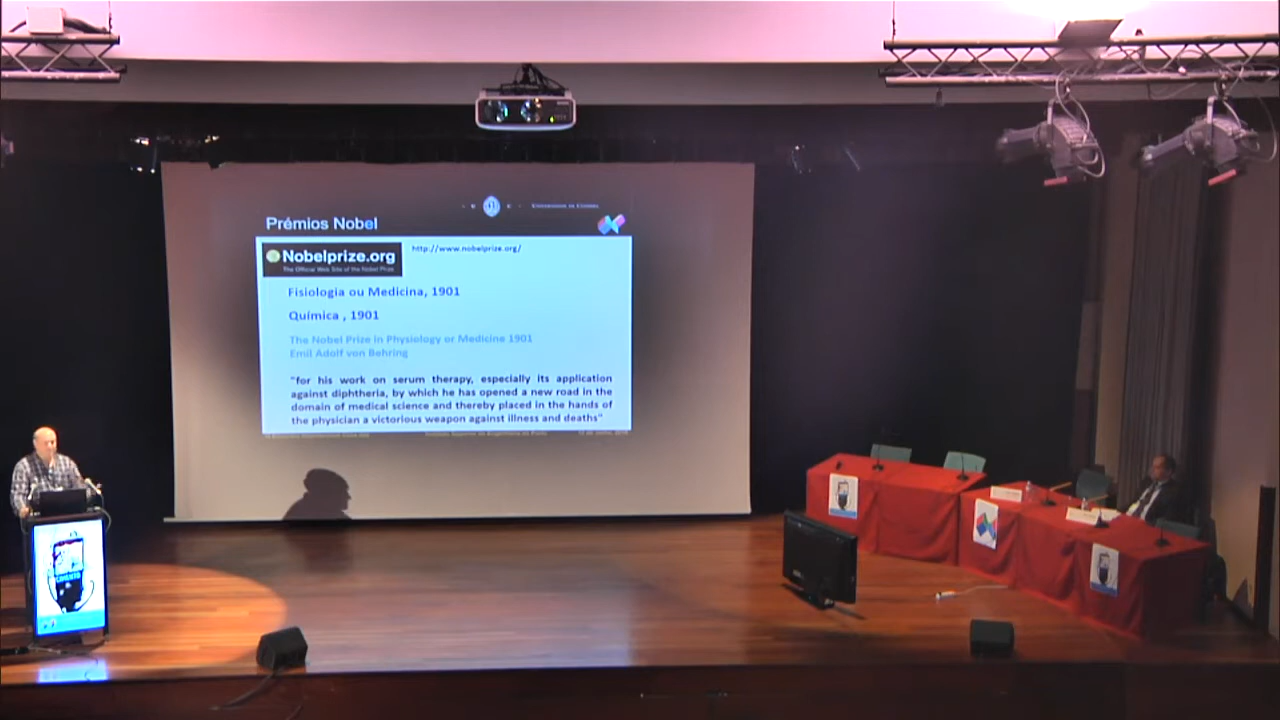 Prémios Nobel
Nobelprize.org
The Official Web Site of the Nobel Prize
http://www.nobelprize.org/
Fisiologia ou Medicina, 1901
Química , 1901
The Nobel Prize in Physiology or Medicine 1901
Emil Adolf von Behring
"for his work on serum therapy, especially its application
against diphtheria, by which he has opened a new road in the
domain of medical science and thereby placed in the hands of
the physician a victorious weapon against illness and deaths"